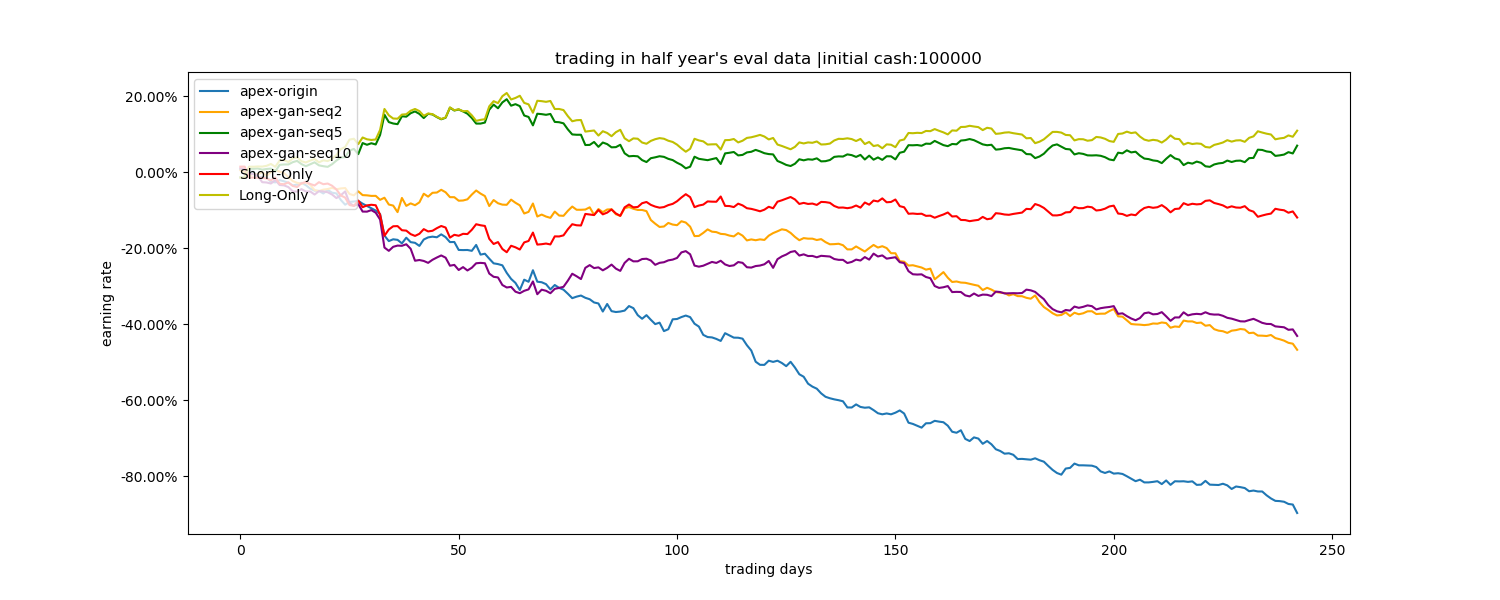 trading in half year's eval data |initial cash:100000
apex-origin
apex-gan-seq2
apex-gan-seq5
apex-gan-seq10
Short-Only
Long-Only
20.00%
0.00%
-20.00%
-40.00%
-60.00%
-80.00%
earning rate
0 50 100 150 200 250
trading days